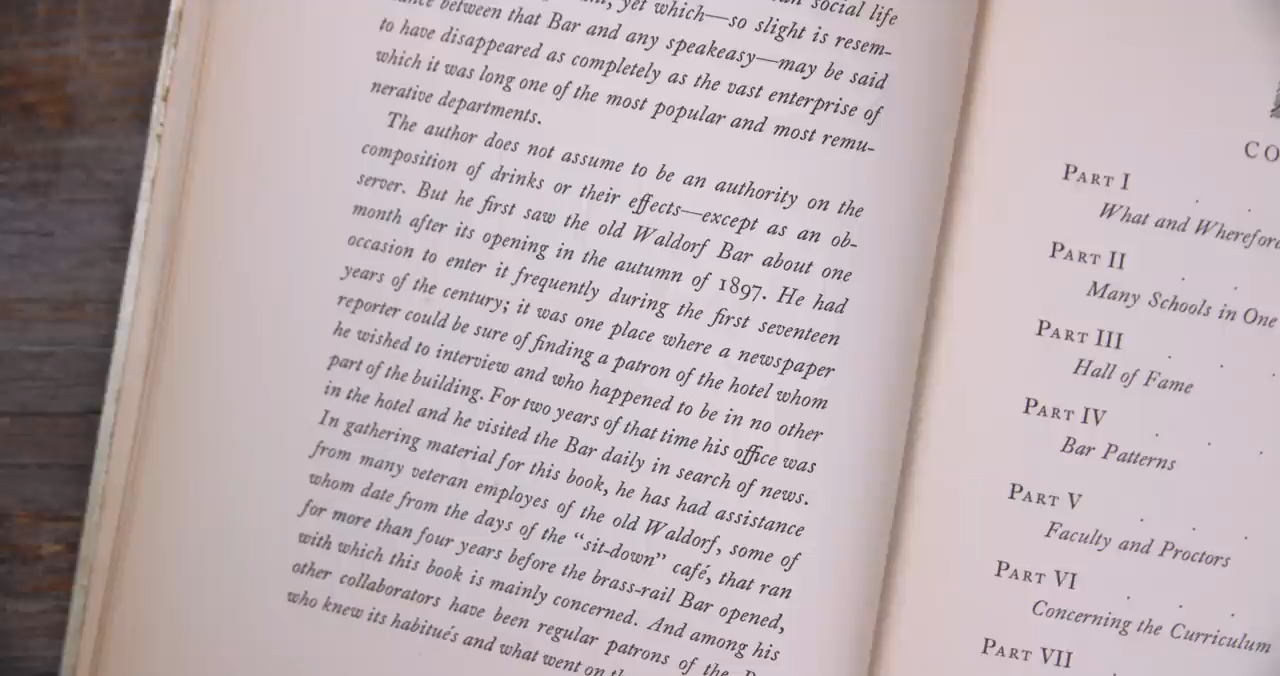 social life
yet which—so slight is resem-
between that Bar and any speakeasy—may be said
to have disappeared as completely as the vast enterprise of
which it was long one of the most popular and most remu-
nerative departments.
The author does not assume to be an authority on the
composition of drinks or their effects—except as an ob-
server. But he first saw the old Waldorf Bar about one
month after its opening in the autumn of 1897. He had
occasion to enter it frequently during the first seventeen
years of the century; it was one place where a newspaper
reporter could be sure of finding a patron of the hotel whom
he wished to interview and who happened to be in no other
part of the building. For two years of that time his office was
in the hotel and he visited the Bar daily in search of news.
In gathering material for this book, he has had assistance
from many veteran employes of the old Waldorf, some of
whom date from the days of the “sit-down” café, that ran
for more than four years before the brass-rail Bar opened,
with which this book is mainly concerned. And among his
other collaborators have been regular patrons of the
who knew its habitués and what went on
CO
PART I
What and Wherefore
PART II
Many Schools in One
PART III
Hall of Fame
PART IV
Bar Patterns
PART V
Faculty and Proctors
PART VI
Concerning the Curriculum
PART VII